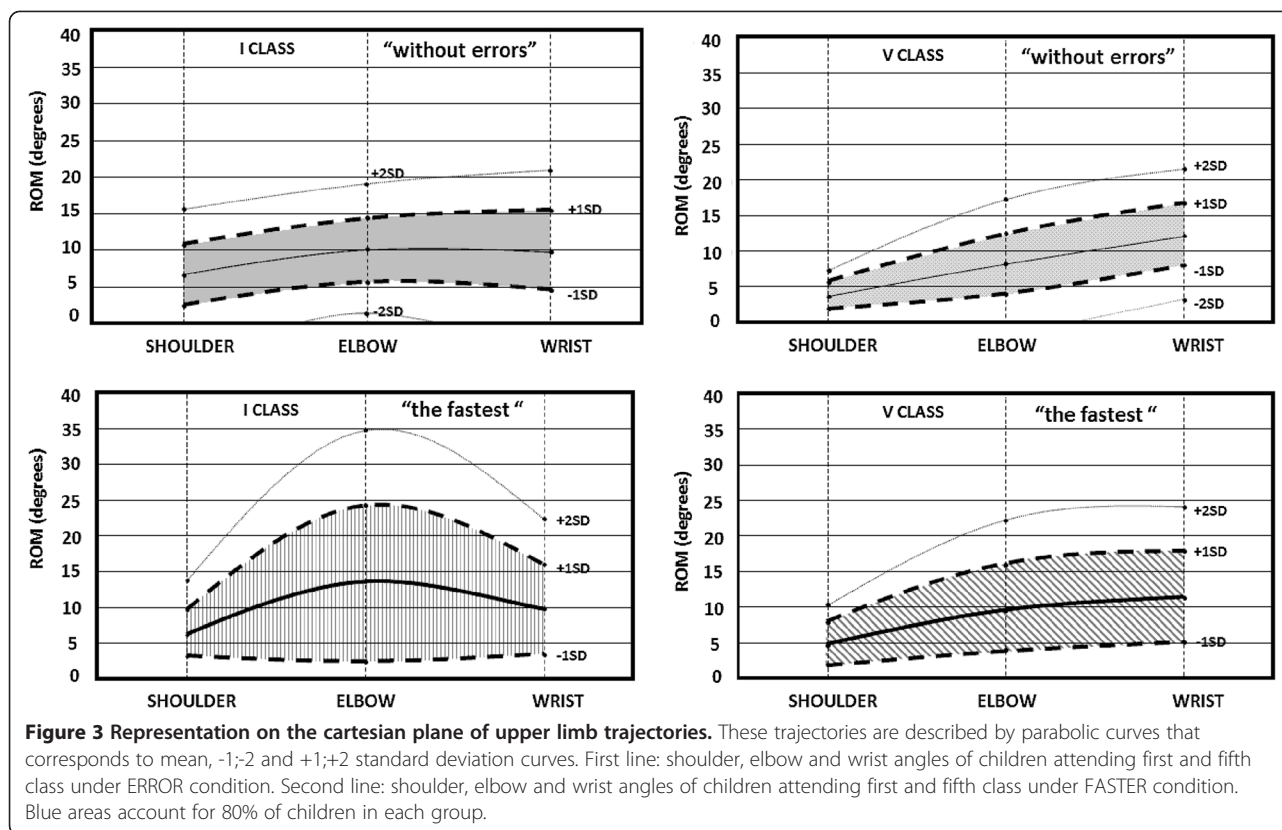 I CLASS "without errors"
ROM (degrees)
40
35
30
25
20
15
10
5
0
+2SD
+1SD
-1SD
-2SD
SHOULDER ELBOW WRIST
V CLASS "without errors"
ROM (degrees)
40
35
30
25
20
15
10
5
0
+2SD
+1SD
-1SD
-2SD
SHOULDER ELBOW WRIST
I CLASS "the fastest "
ROM (degrees)
40
35
30
25
20
15
10
5
0
+2SD
+1SD
-1SD
SHOULDER ELBOW WRIST
V CLASS "the fastest "
ROM (degrees)
40
35
30
25
20
15
10
5
0
+2SD
+1SD
-1SD
SHOULDER ELBOW WRIST
Figure 3 Representation on the cartesian plane of upper limb trajectories. These trajectories are described by parabolic curves that
corresponds to mean, -1;-2 and +1;+2 standard deviation curves. First line: shoulder, elbow and wrist angles of children attending first and fifth
class under ERROR condition. Second line: shoulder, elbow and wrist angles of children attending first and fifth class under FASTER condition.
Blue areas account for 80% of children in each group.